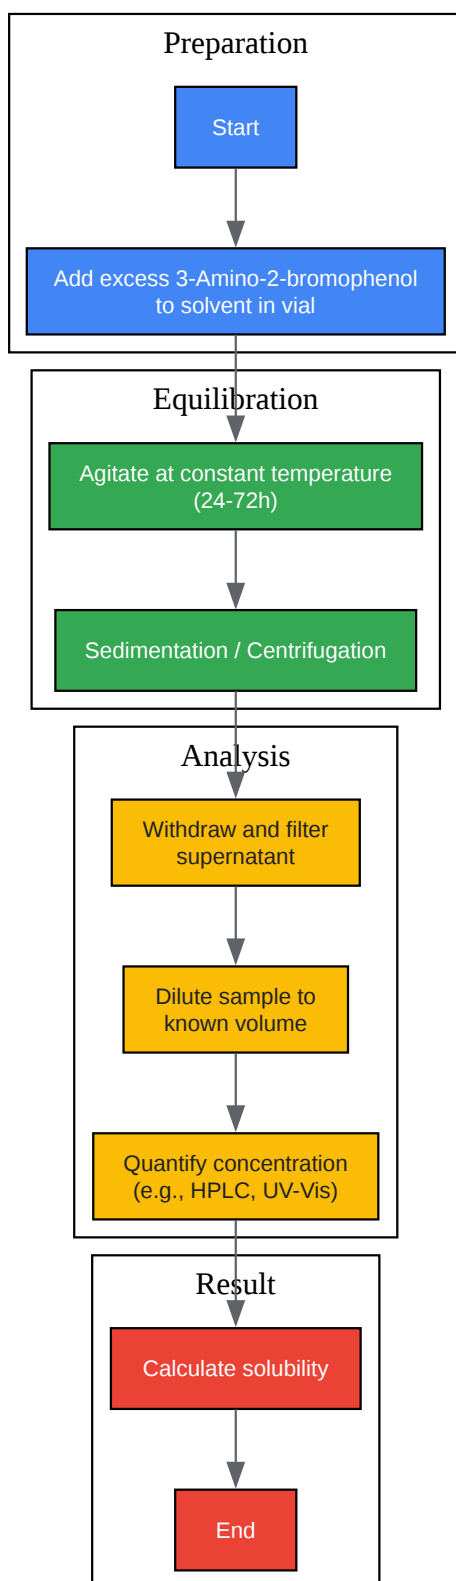 Preparation
Start
Add excess 3-Amino-2-bromophenol
to solvent in vial
Equilibration
Agitate at constant temperature
(24-72h)
Sedimentation / Centrifugation
Analysis
Withdraw and filter
supernatant
Dilute sample to
known volume
Quantify concentration
(e.g., HPLC, UV-Vis)
Result
Calculate solubility
End